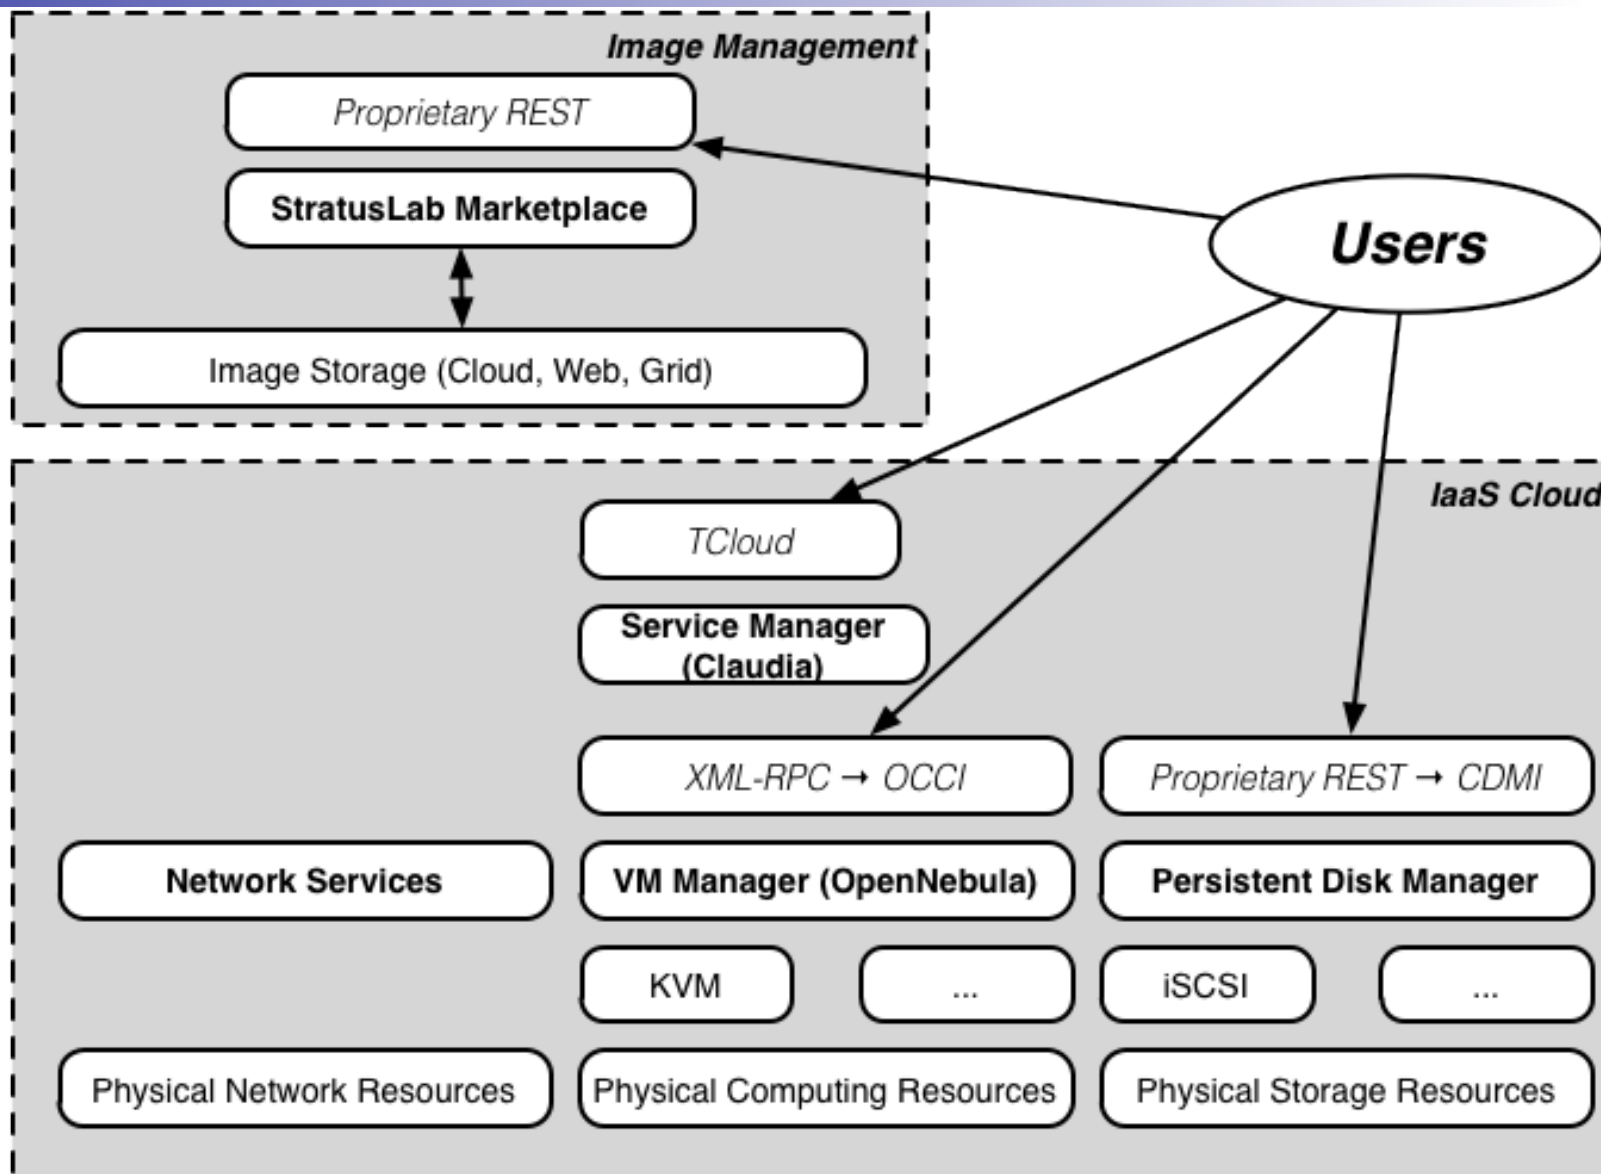 Image Management
Proprietary REST
StratusLab Marketplace
Image Storage (Cloud, Web, Grid)
Users
IaaS Cloud
TCloud
Service Manager
(Claudia)
XML-RPC → OCCI
Proprietary REST → CDMI
Network Services
VM Manager (OpenNebula)
Persistent Disk Manager
KVM
...
iSCSI
...
Physical Network Resources
Physical Computing Resources
Physical Storage Resources